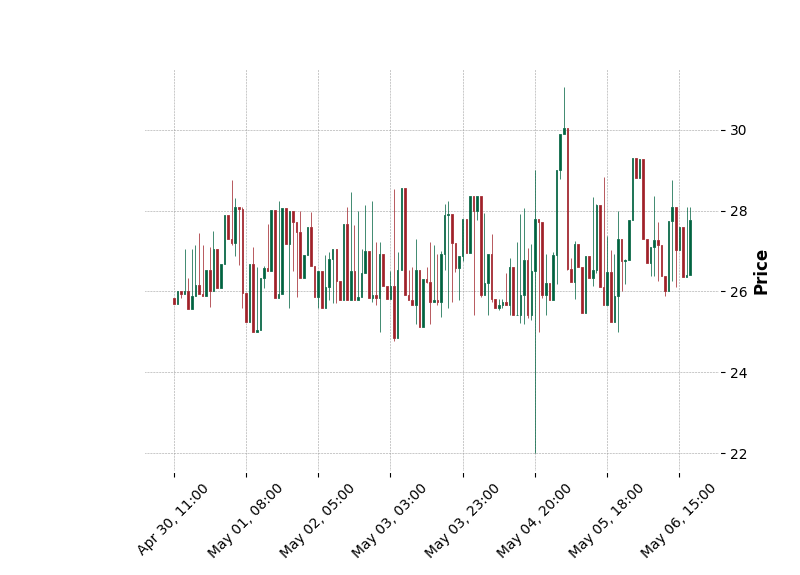 30
28
26
24
22
Price
Apr 30, 11:00
May 01, 08:00
May 02, 05:00
May 03, 03:00
May 03, 23:00
May 04, 20:00
May 05, 18:00
May 06, 15:00